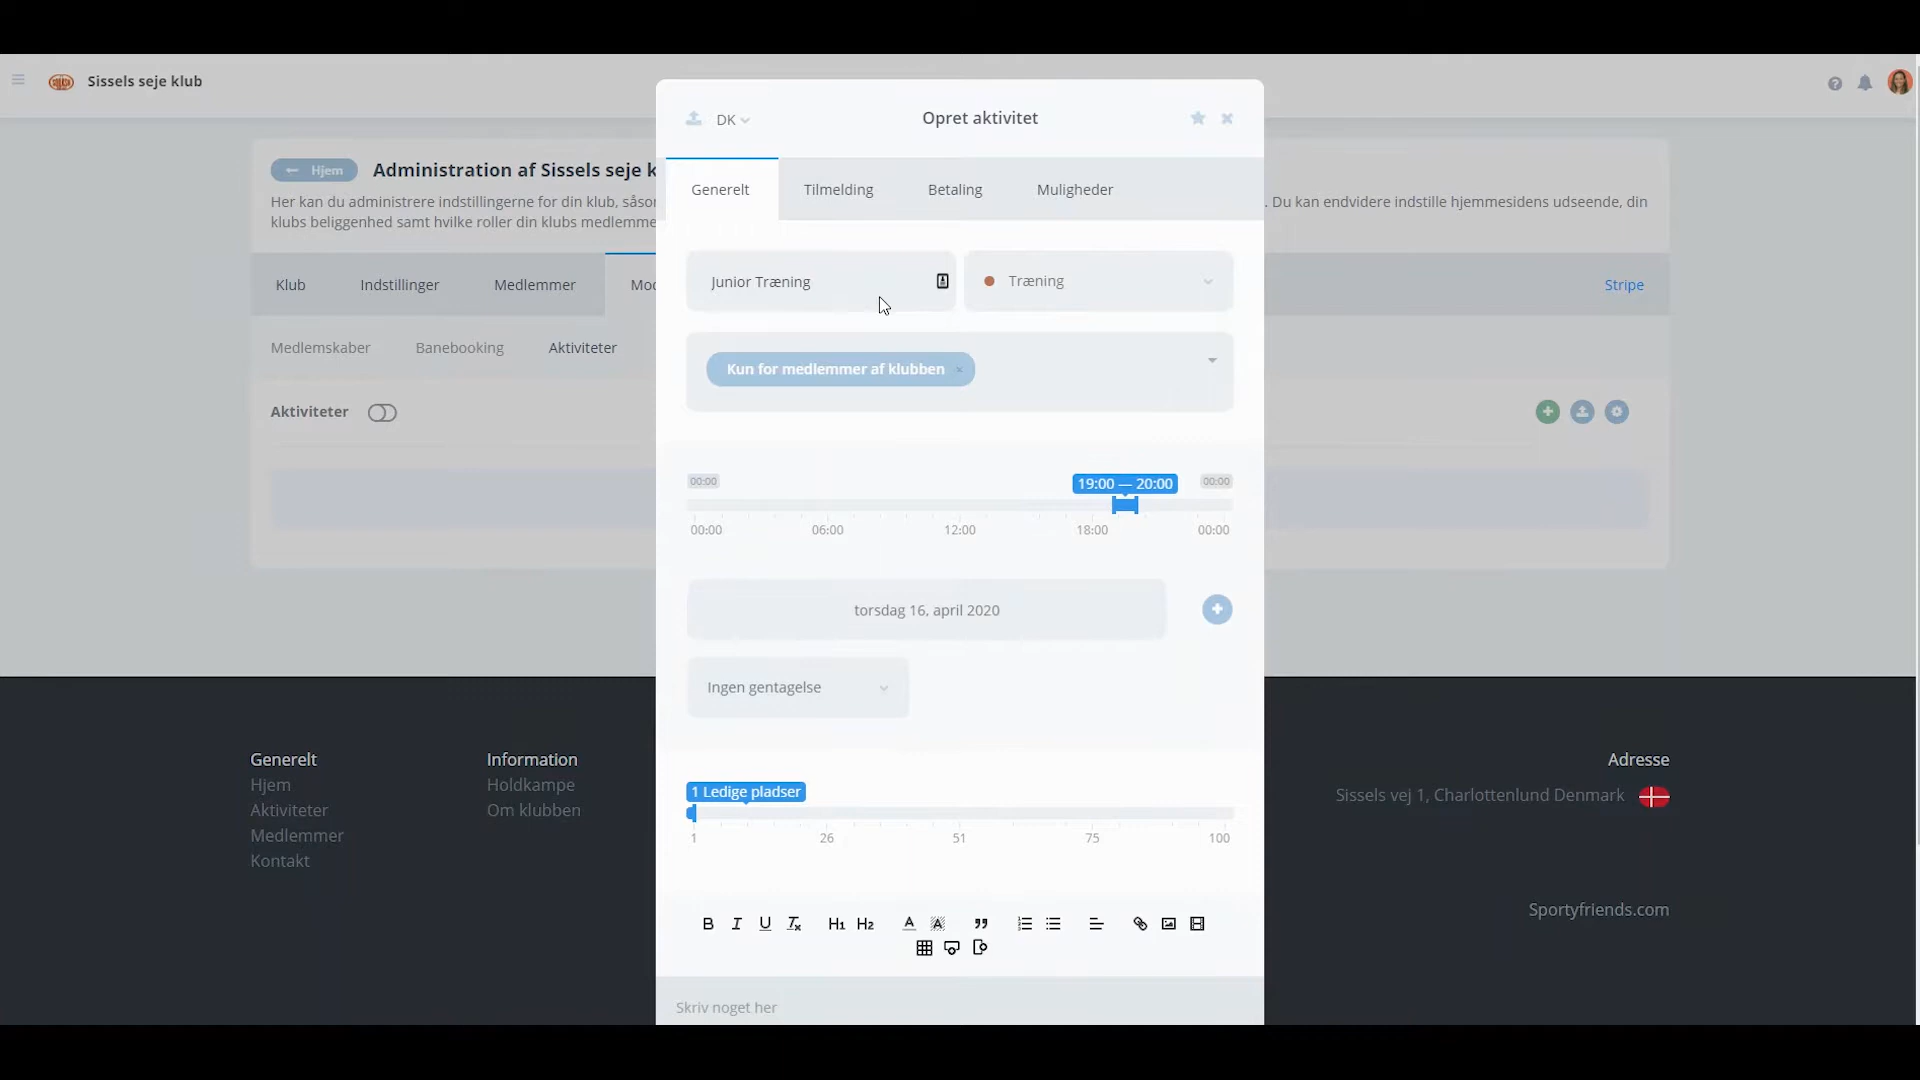 Sissels seje klub
DK
Opret aktivitet
Hjem
Administration af Sissels seje k
Her kan du administrere indstillingerne for din klub, såsor
. Du kan endvidere indstille hjemmesidens udseende, din
klubs beliggenhed samt hvilke roller din klubs medlemme
Generelt
Tilmelding
Betaling
Muligheder
Klub
Indstillinger
Medlemmer
Mod
Stripe
Junior Træning
Træning
Medlemskaber
Banebooking
Aktiviteter
Kun for medlemmer af klubben ×
Aktiviteter
00:00
19:00 — 20:00
00:00
00:00
06:00
12:00
18:00
00:00
torsdag 16, april 2020
Ingen gentagelse
1 Ledige pladser
1
26
51
75
100
B I U Tx H1 H2 A A
Skriv noget her
Generelt
Hjem
Aktiviteter
Medlemmer
Kontakt
Information
Holdkampe
Om klubben
Adresse
Sissels vej 1, Charlottenlund Denmark
Sportyfriends.com